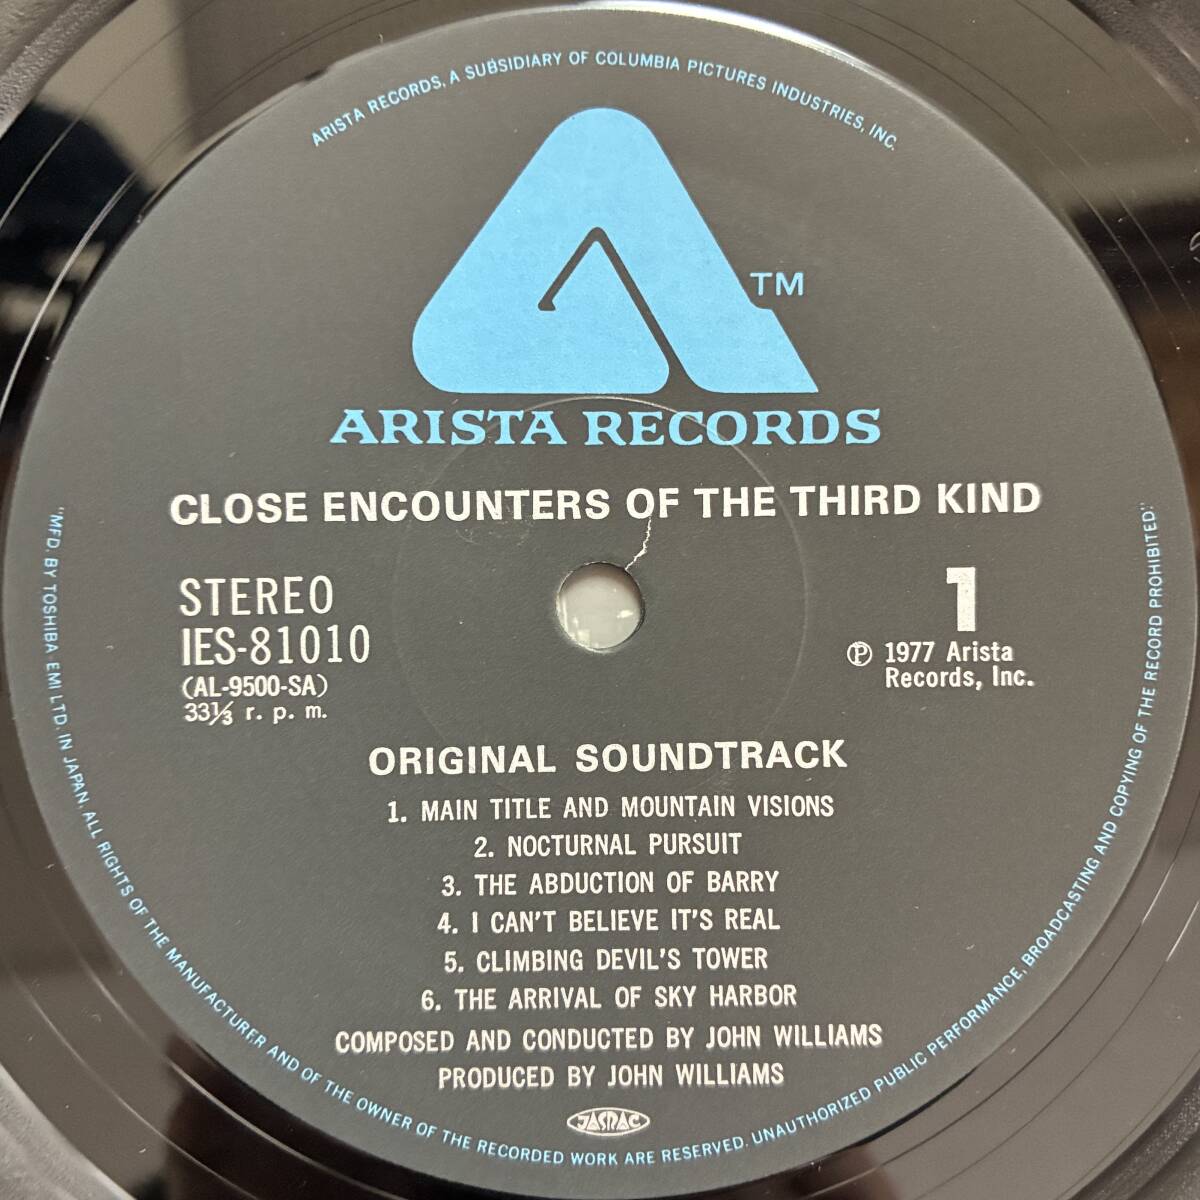 ARISTA RECORDS, A SUBSIDIARY OF COLUMBIA PICTURES INDUSTRIES, INC.
TM
ARISTA RECORDS
CLOSE ENCOUNTERS OF THE THIRD KIND
STEREO
IES-81010
(AL-9500-SA)
33⅓ r. p. m.
1
℗ 1977 Arista
Records, Inc.
ORIGINAL SOUNDTRACK
1. MAIN TITLE AND MOUNTAIN VISIONS
2. NOCTURNAL PURSUIT
3. THE ABDUCTION OF BARRY
4. I CAN'T BELIEVE IT'S REAL
5. CLIMBING DEVIL'S TOWER
6. THE ARRIVAL OF SKY HARBOR
COMPOSED AND CONDUCTED BY JOHN WILLIAMS
PRODUCED BY JOHN WILLIAMS
JASRAC
"MFD. BY TOSHIBA-EMI LTD. IN JAPAN. ALL RIGHTS OF THE MANUFACTURER AND OF THE OWNER OF THE RECORDED WORK ARE RESERVED. UNAUTHORIZED PUBLIC PERFORMANCE, BROADCASTING AND COPYING OF THE RECORD PROHIBITED."